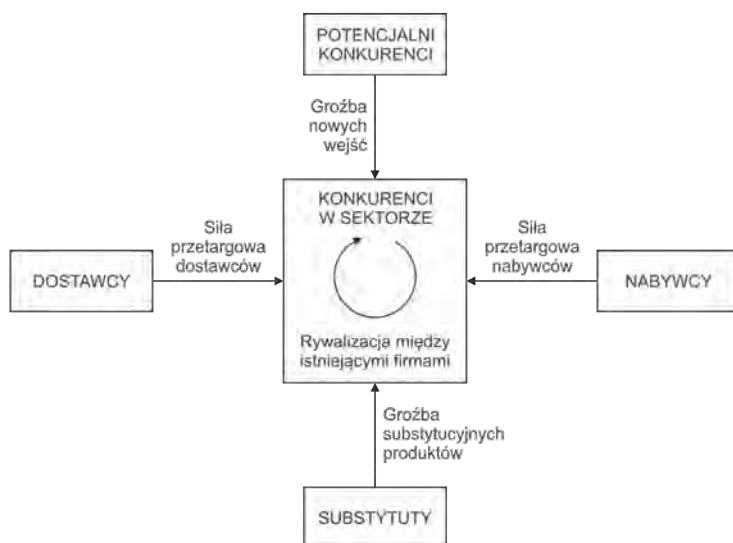 POTENCJALNI
KONKURENCI
Groźba
nowych
wejść
KONKURENCI
W SEKTORZE
Siła
przetargowa
dostawców
Siła
przetargowa
nabywców
DOSTAWCY
NABYWCY
Rywalizacja między
istniejącymi firmami
Groźba
substytucyjnych
produktów
SUBSTYTUTY